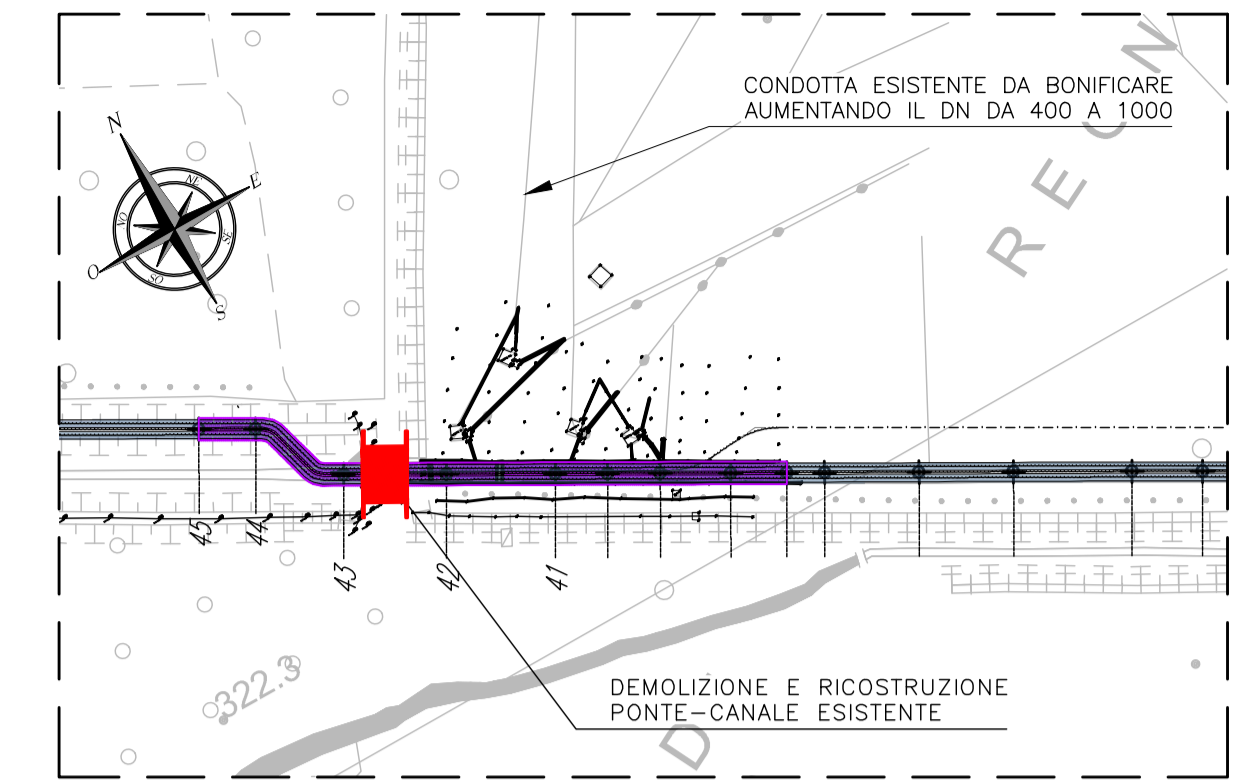 CONDOTTA ESISTENTE DA BONIFICARE
AUMENTANDO IL DN DA 400 A 1000
R E C N
N
NE
E
NO
SE
O
SO
S
45
44
43
42
41
322.3
DEMOLIZIONE E RICOSTRUZIONE
PONTE-CANALE ESISTENTE
D